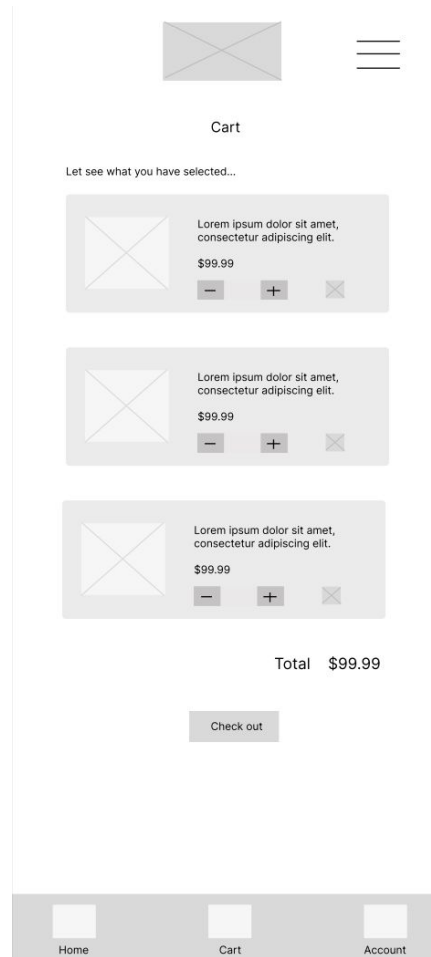 Cart
Let see what you have selected...
Lorem ipsum dolor sit amet,
consectetur adipiscing elit.
$99.99
Lorem ipsum dolor sit amet,
consectetur adipiscing elit.
$99.99
Lorem ipsum dolor sit amet,
consectetur adipiscing elit.
$99.99
Total $99.99
Check out
Home Cart Account